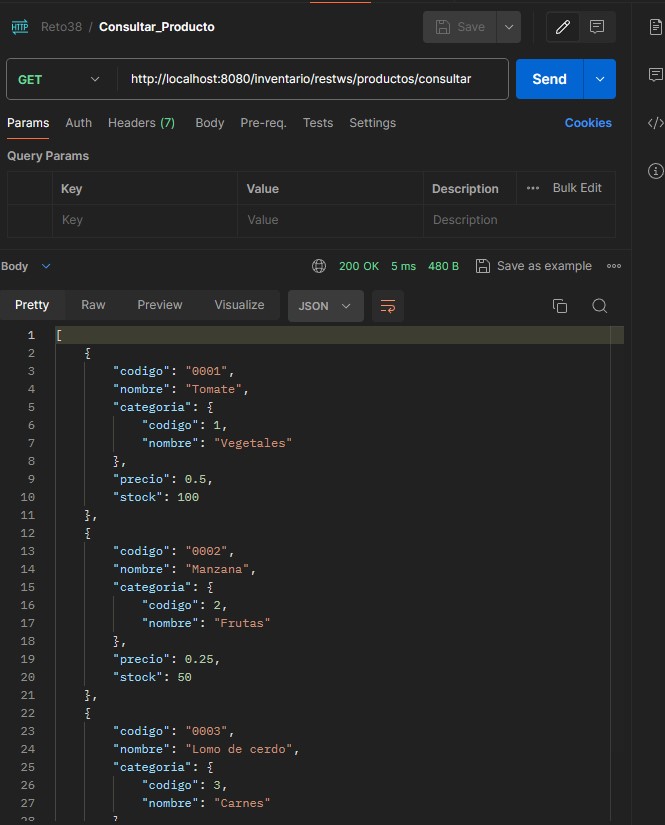 HTTP Reto38 / Consultar_Producto Save
GET http://localhost:8080/inventario/restws/productos/consultar Send
Params Auth Headers (7) Body Pre-req. Tests Settings Cookies
Query Params
Key Value Description ••• Bulk Edit
Key Value Description
Body 200 OK 5 ms 480 B Save as example •••
Pretty Raw Preview Visualize JSON
1 [
2 {
3 "codigo": "0001",
4 "nombre": "Tomate",
5 "categoria": {
6 "codigo": 1,
7 "nombre": "Vegetales"
8 },
9 "precio": 0.5,
10 "stock": 100
11 },
12 {
13 "codigo": "0002",
14 "nombre": "Manzana",
15 "categoria": {
16 "codigo": 2,
17 "nombre": "Frutas"
18 },
19 "precio": 0.25,
20 "stock": 50
21 },
22 {
23 "codigo": "0003",
24 "nombre": "Lomo de cerdo",
25 "categoria": {
26 "codigo": 3,
27 "nombre": "Carnes"
28